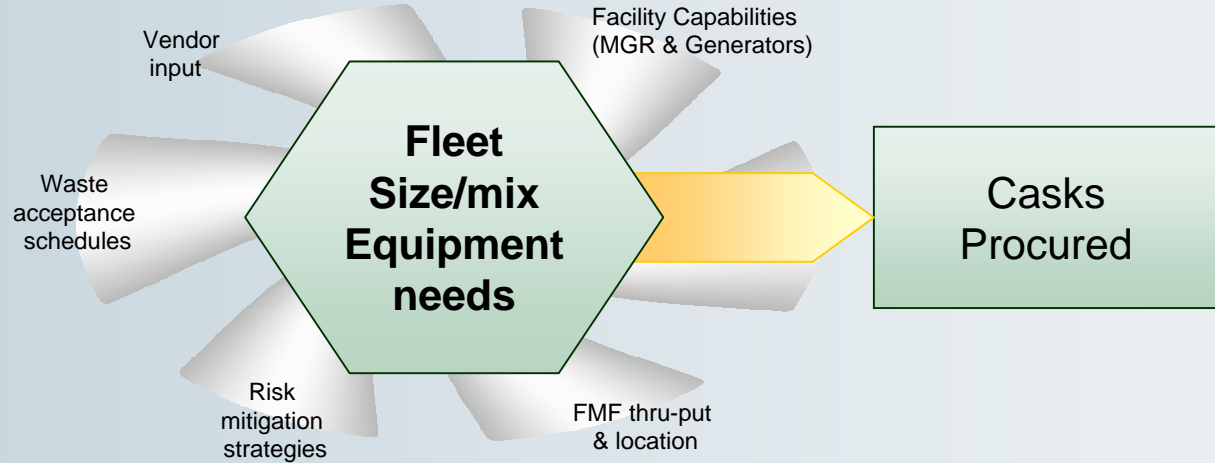 Vendor
input
Facility Capabilities
(MGR & Generators)
Waste
acceptance
schedules
Fleet
Size/mix
Equipment
needs
Casks
Procured
Risk
mitigation
strategies
FMF thru-put
& location